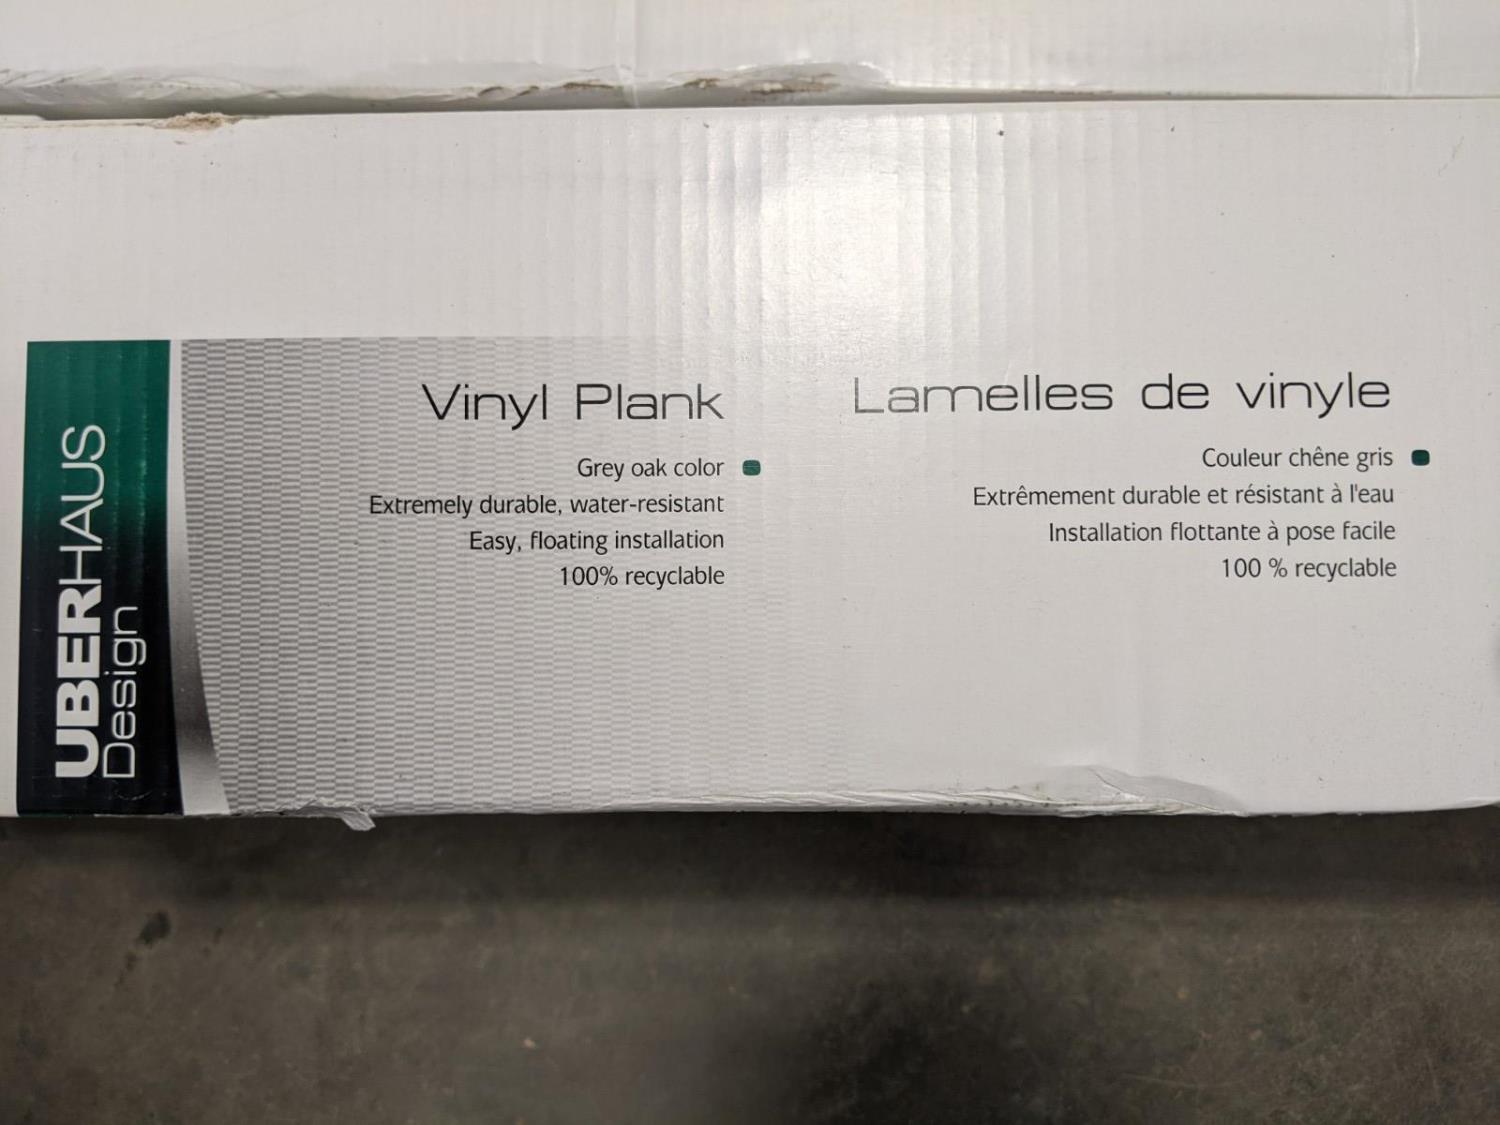 UBERHAUS
Design
Vinyl Plank
Grey oak color
Extremely durable, water-resistant
Easy, floating installation
100% recyclable
Lamelles de vinyle
Couleur chêne gris
Extrêmement durable et résistant à l'eau
Installation flottante à pose facile
100 % recyclable